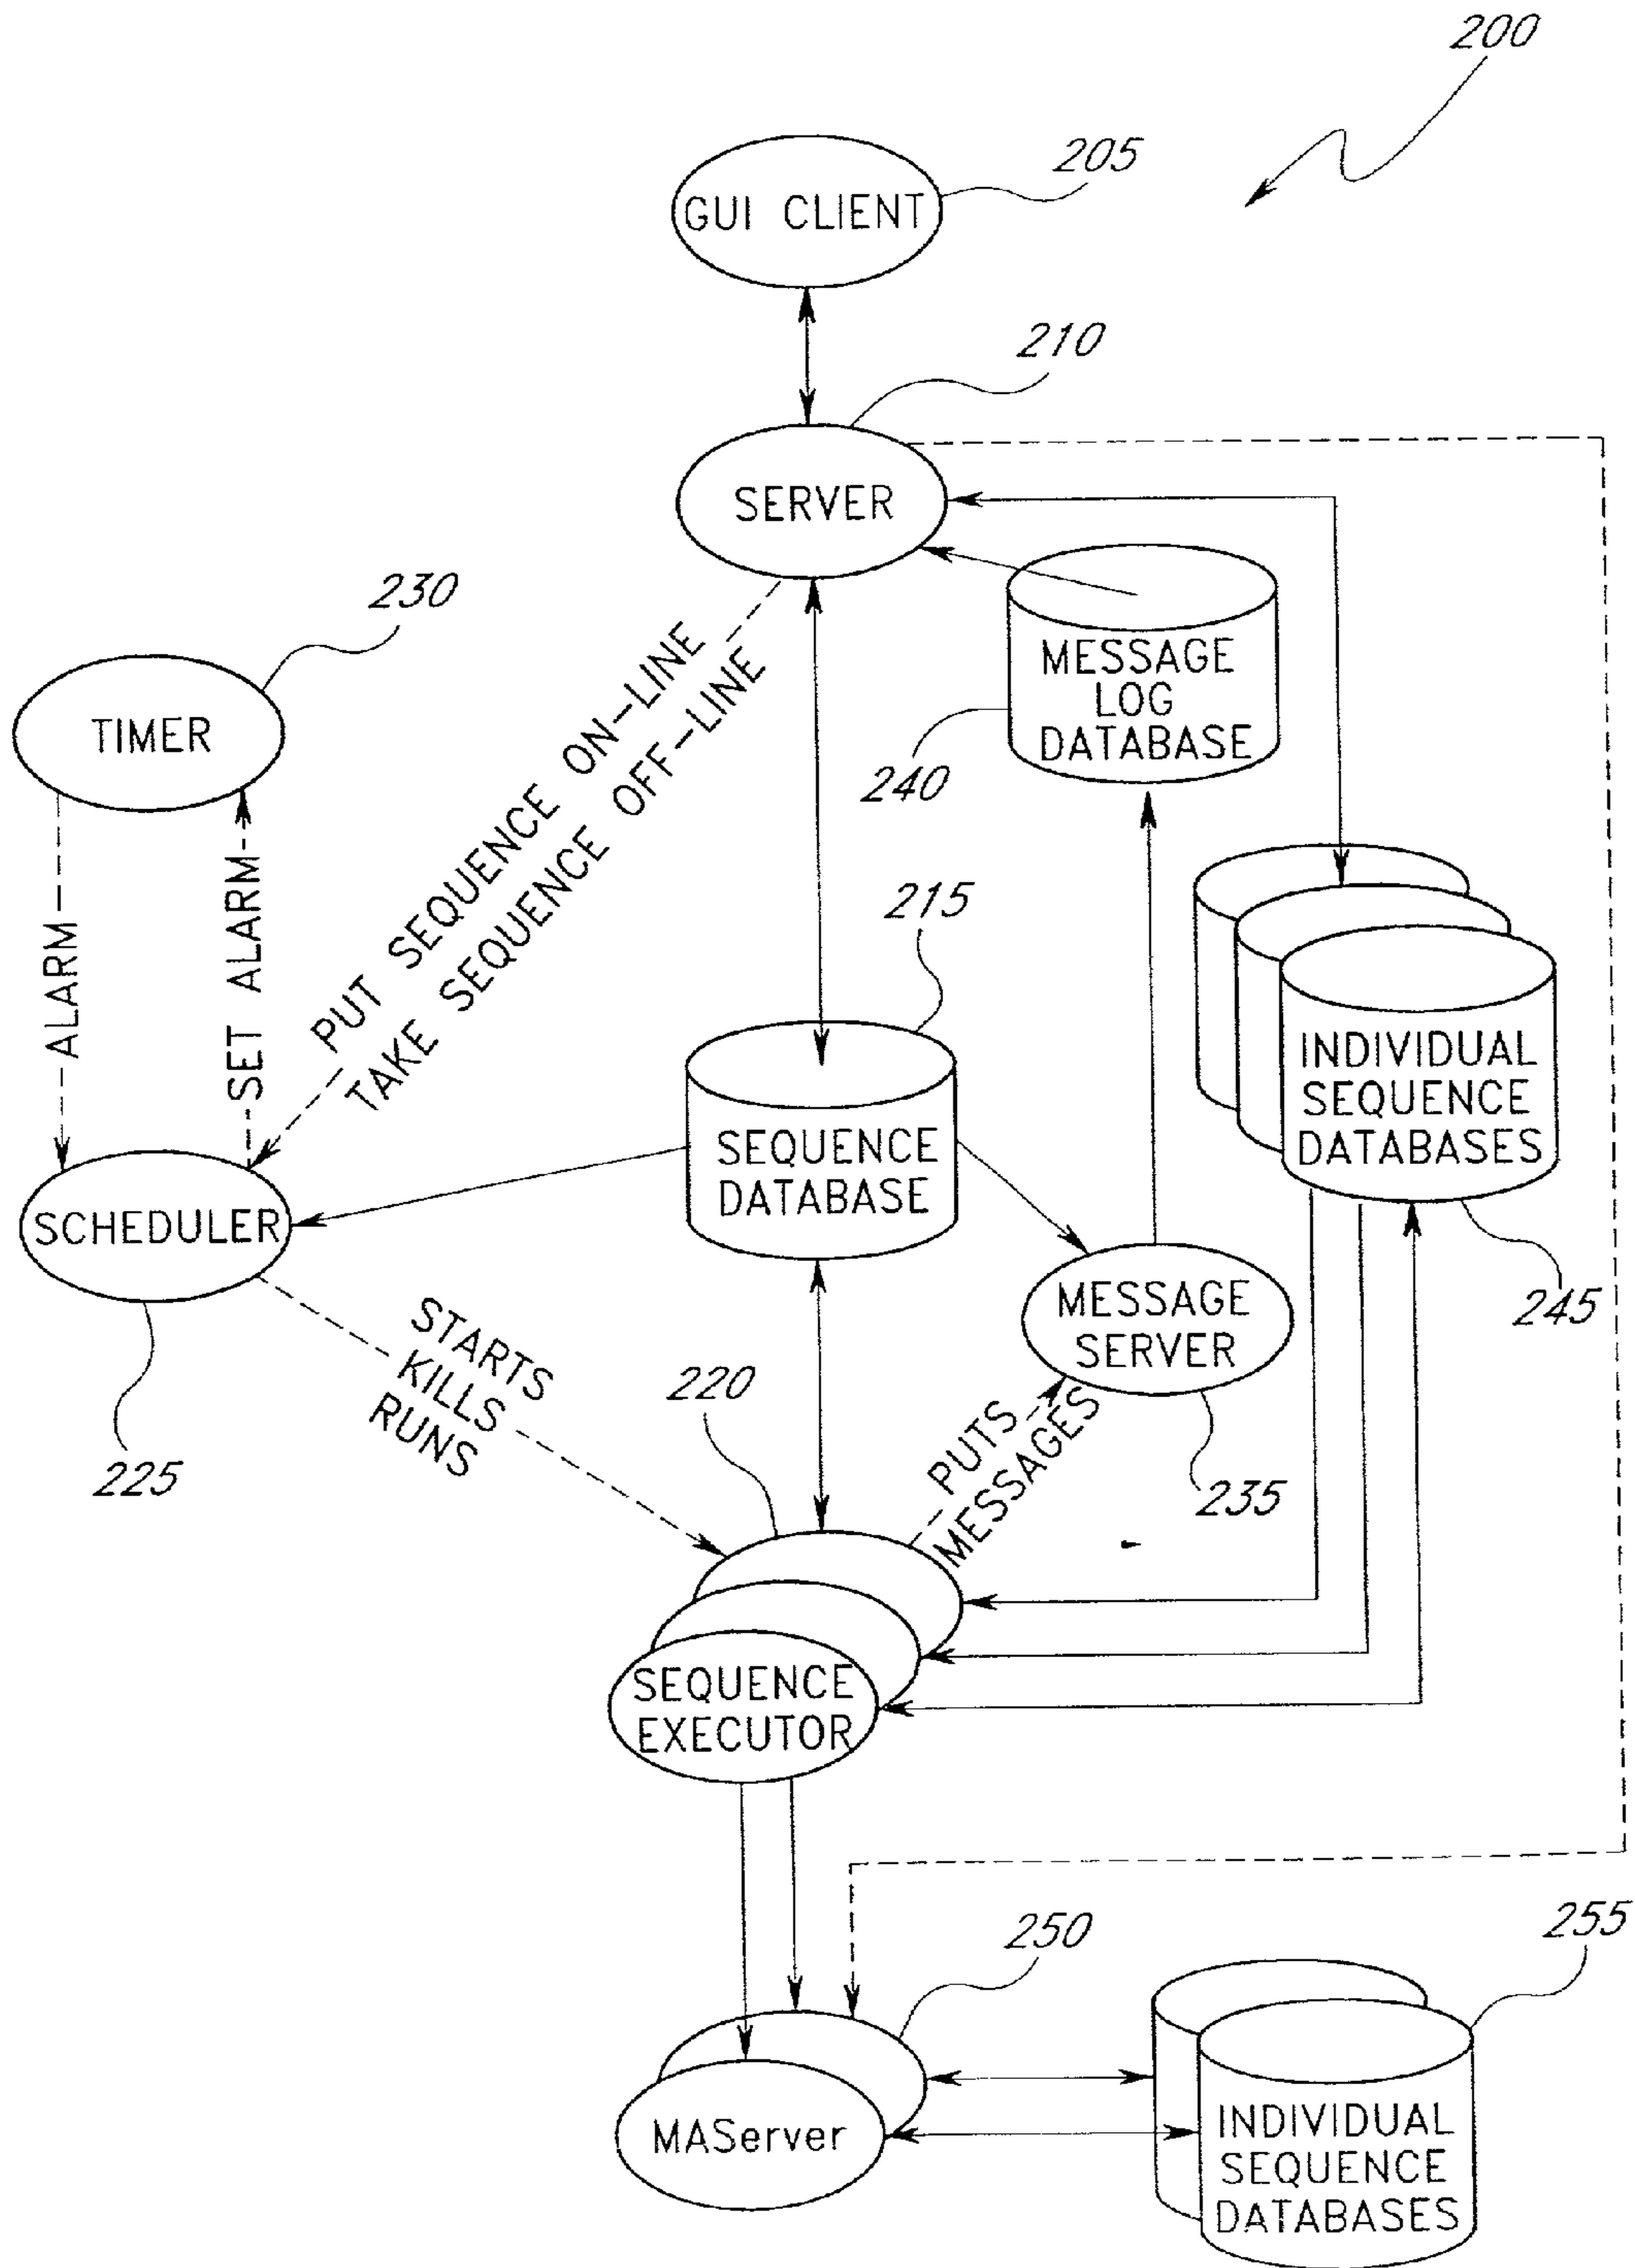 200
205
GUI CLIENT
210
SERVER
230
TIMER
MESSAGE
LOG
DATABASE
240
PUT SEQUENCE ON-LINE
TAKE SEQUENCE OFF-LINE
ALARM
SET ALARM
215
SEQUENCE
DATABASE
INDIVIDUAL
SEQUENCE
DATABASES
245
SCHEDULER
225
MESSAGE
SERVER
235
STARTS
KILLS
RUNS
220
PUTS
MESSAGES
SEQUENCE
EXECUTOR
250
255
MAServer
INDIVIDUAL
SEQUENCE
DATABASES